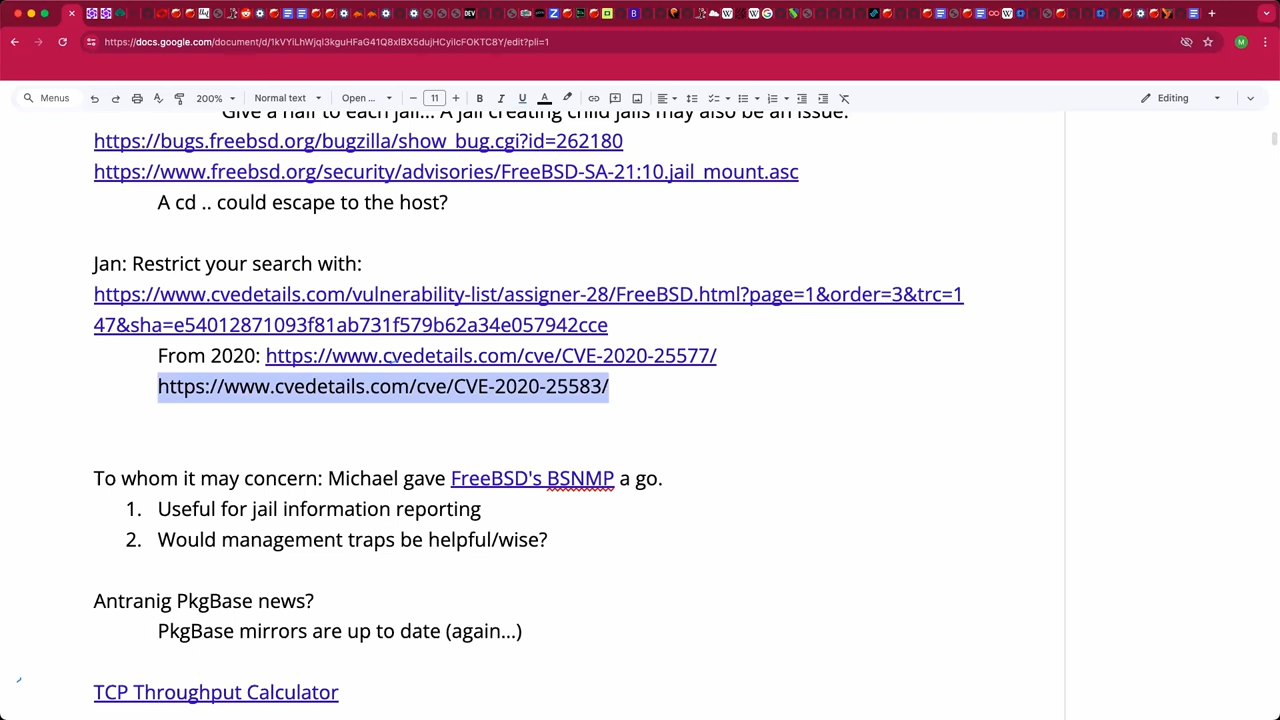 https://docs.google.com/document/d/1kVYiLhWjqI3kguHFaG41Q8xIBX5dujHCyiIcFOKTC8Y/edit?pli=1
M
Menus
200%
Normal text
Open ...
11
Editing
Give a half to each jail... A jail creating child jails may also be an issue.
https://bugs.freebsd.org/bugzilla/show_bug.cgi?id=262180
https://www.freebsd.org/security/advisories/FreeBSD-SA-21:10.jail_mount.asc
A cd .. could escape to the host?
Jan: Restrict your search with:
https://www.cvedetails.com/vulnerability-list/assigner-28/FreeBSD.html?page=1&order=3&trc=1
47&sha=e54012871093f81ab731f579b62a34e057942cce
From 2020: https://www.cvedetails.com/cve/CVE-2020-25577/
https://www.cvedetails.com/cve/CVE-2020-25583/
To whom it may concern: Michael gave FreeBSD's BSNMP a go.
1. Useful for jail information reporting
2. Would management traps be helpful/wise?
Antranig PkgBase news?
PkgBase mirrors are up to date (again...)
TCP Throughput Calculator